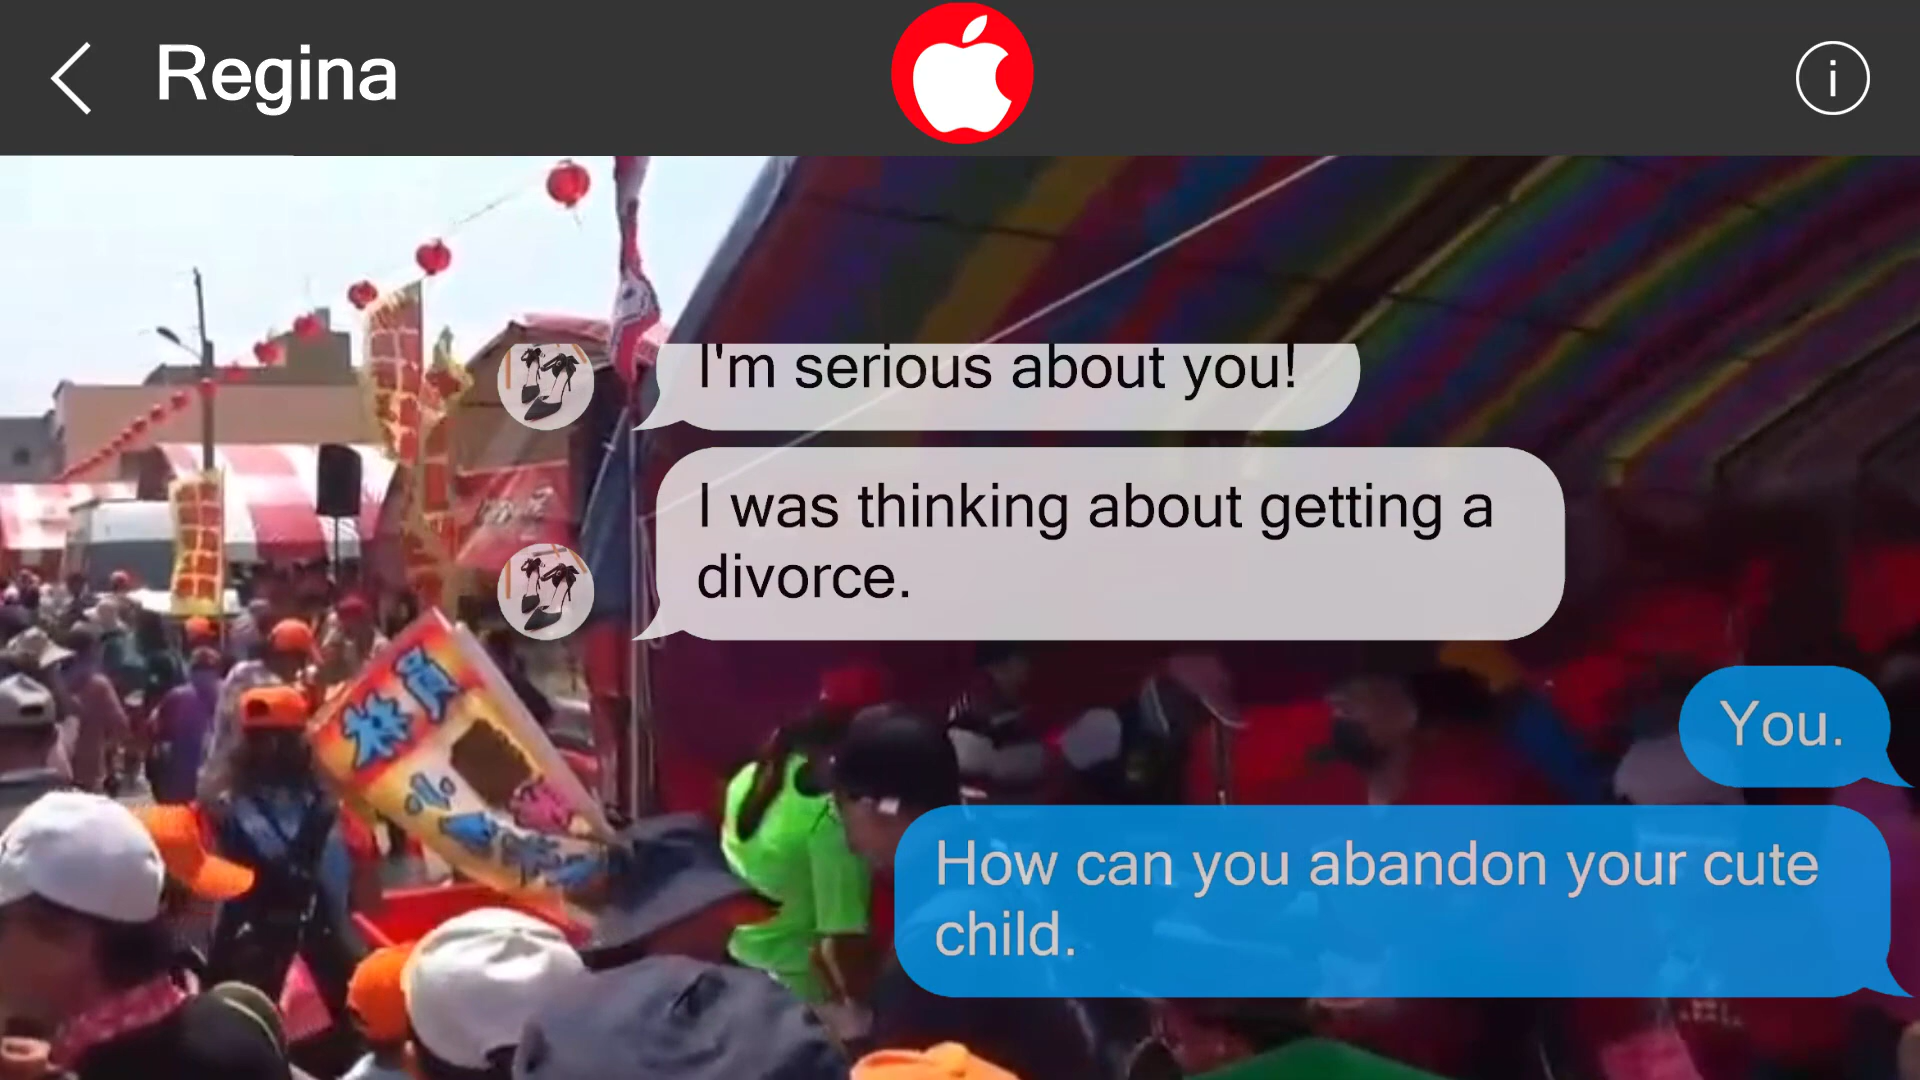 Regina
I'm serious about you!
I was thinking about getting a
divorce.
You.
How can you abandon your cute
child.